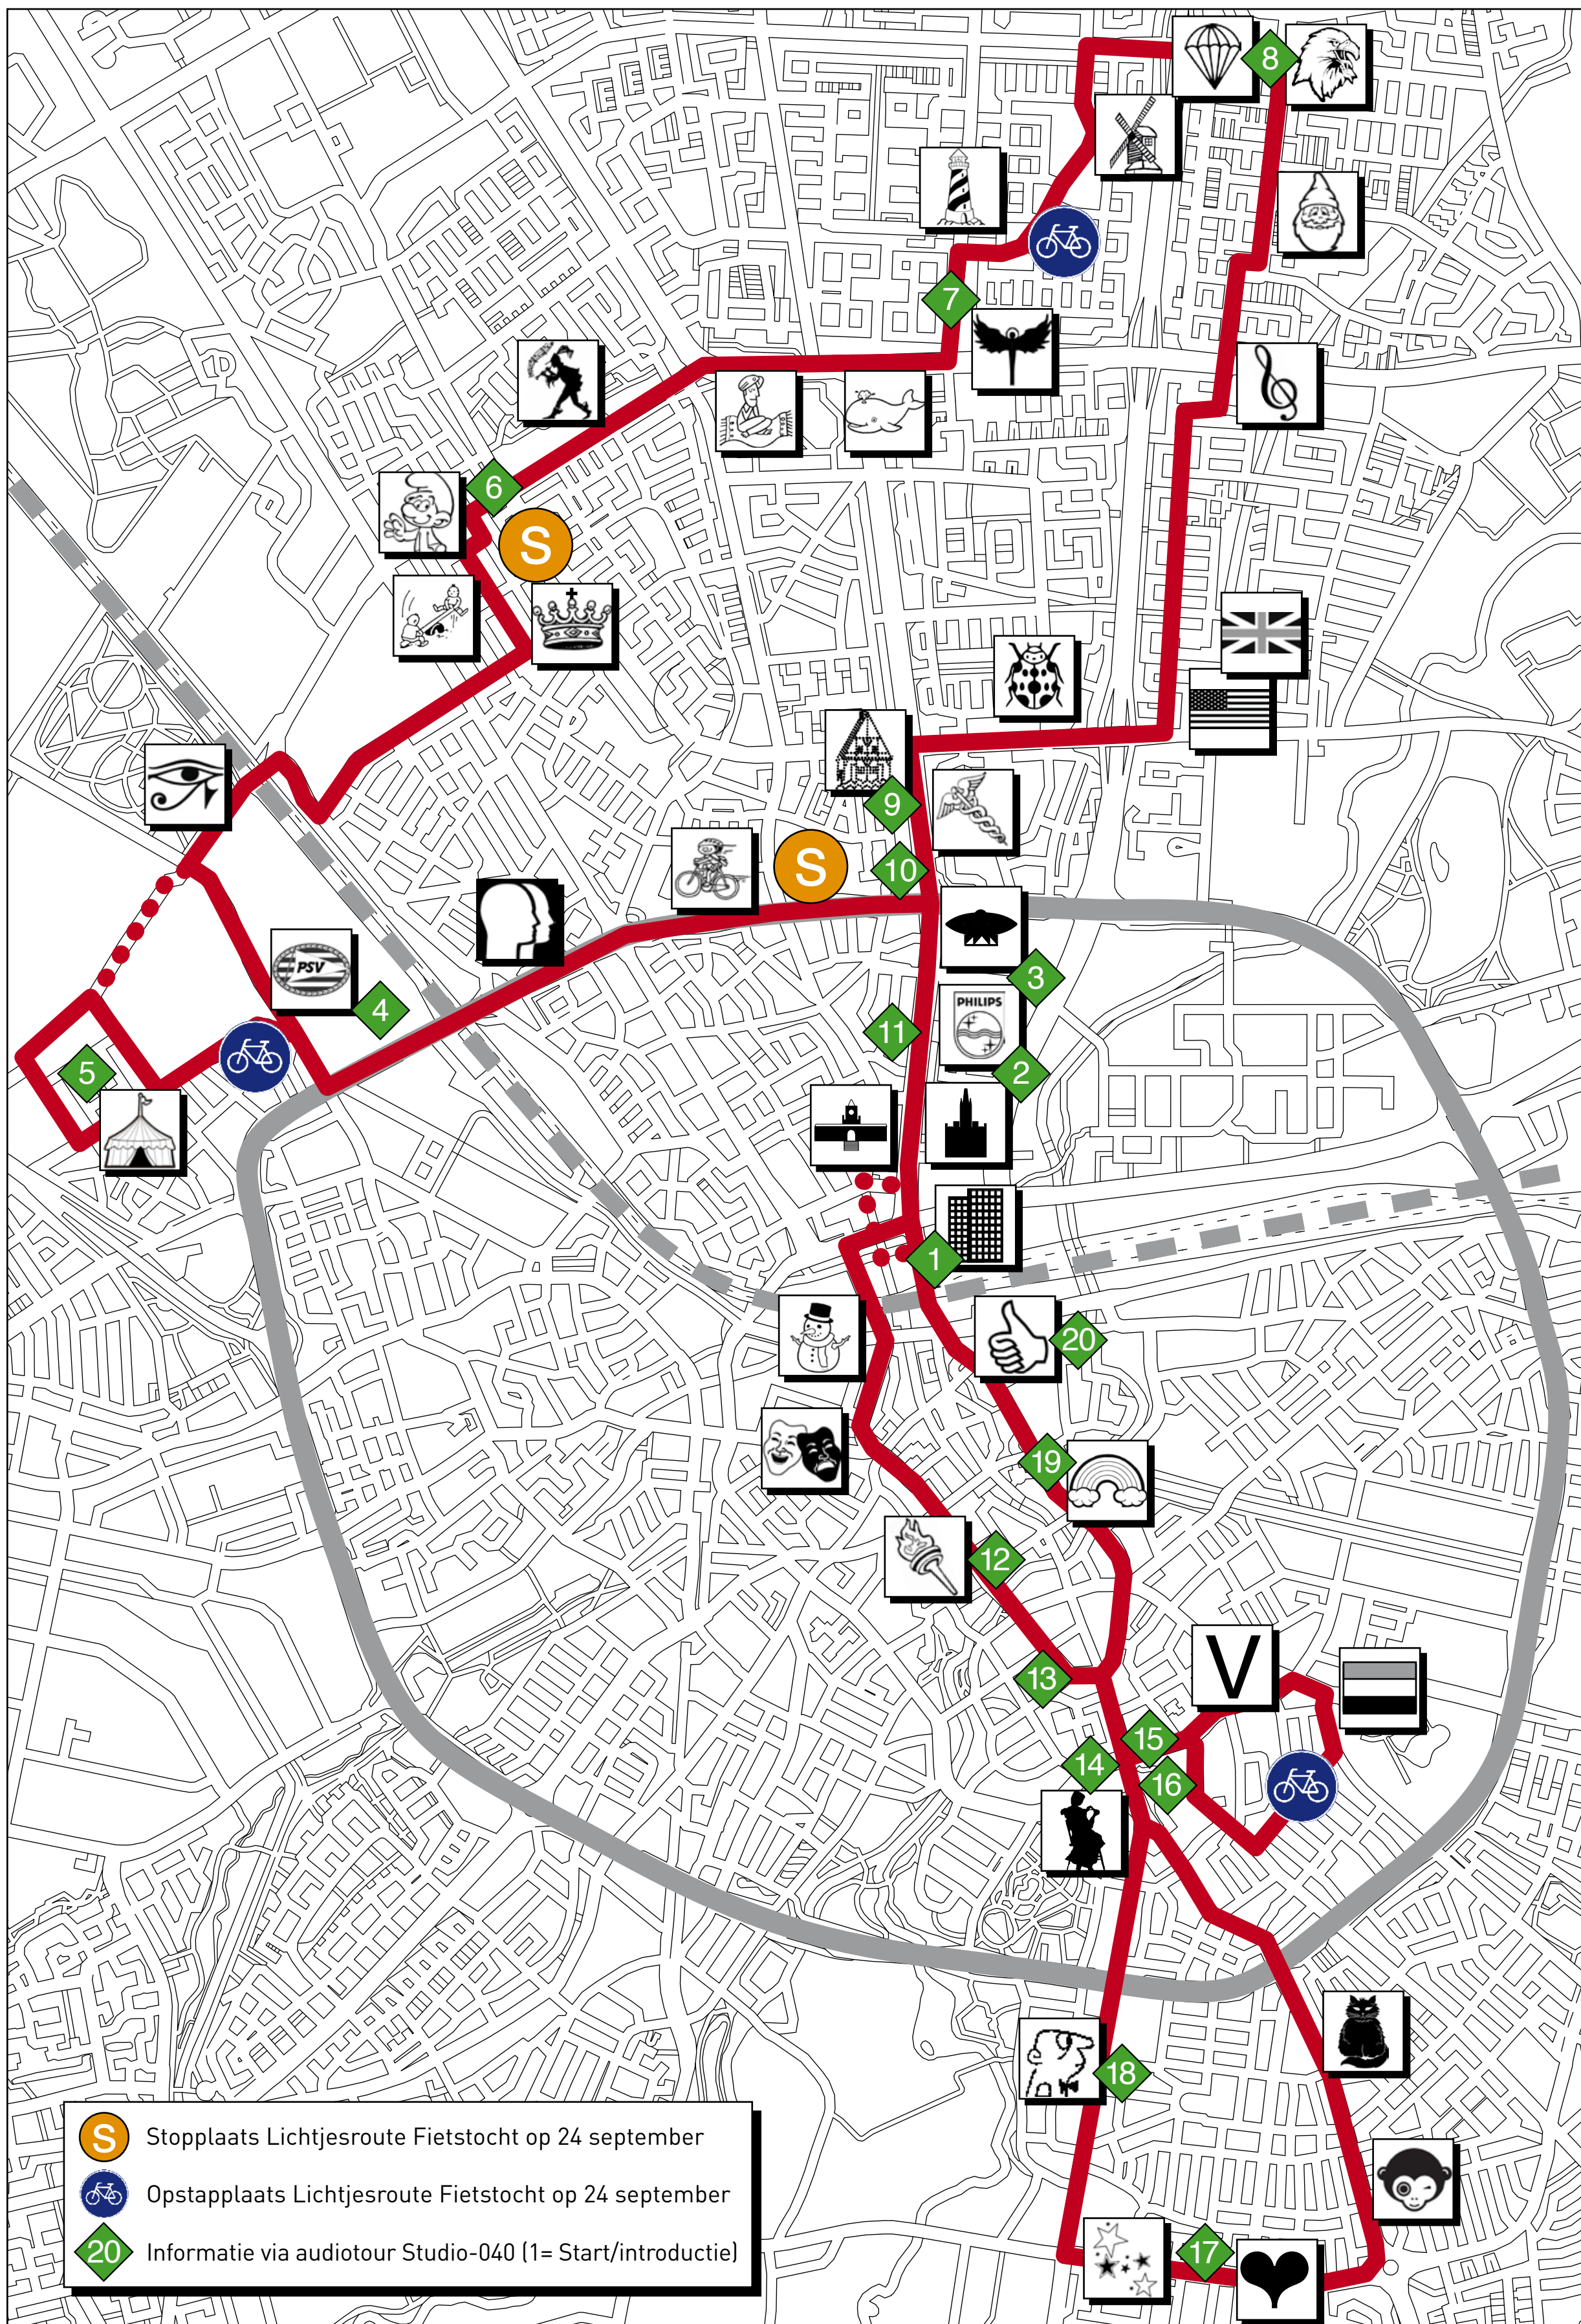 8
7
6
S
9
S
10
PSV
4
3
PHILIPS
11
2
5
1
20
19
12
V
13
15
14
16
18
17
S Stopplaats Lichtjesroute Fietstocht op 24 september
Opstapplaats Lichtjesroute Fietstocht op 24 september
20 Informatie via audiotour Studio-040 (1= Start/introductie)